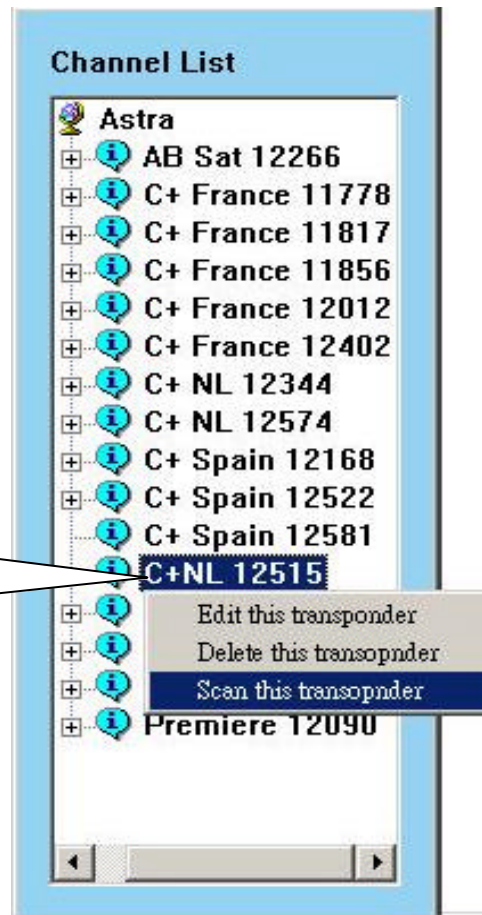 Channel List
Astra
AB Sat 12266
C+ France 11778
C+ France 11817
C+ France 11856
C+ France 12012
C+ France 12402
C+ NL 12344
C+ NL 12574
C+ Spain 12168
C+ Spain 12522
C+ Spain 12581
C+NL 12515
Edit this transponder
Delete this transopnder
Scan this transopnder
Premiere 12090